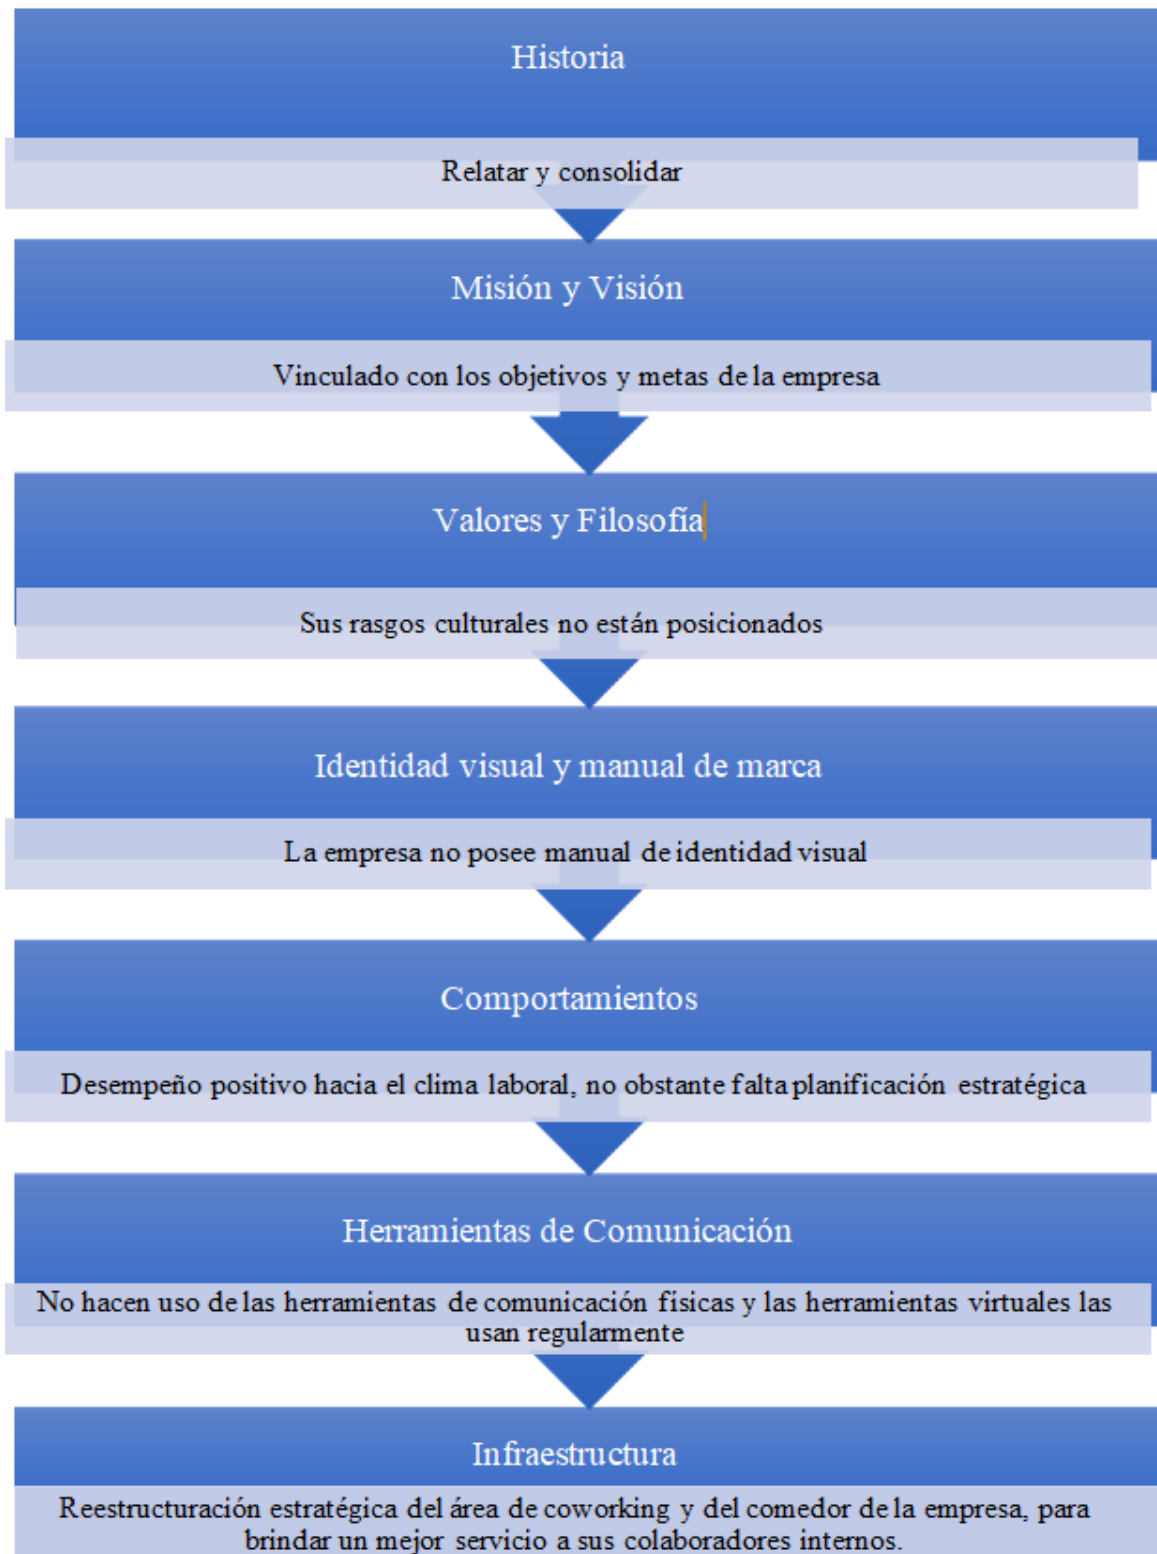 Historia
Relatar y consolidar
Misión y Visión
Vinculado con los objetivos y metas de la empresa
Valores y Filosofía
Sus rasgos culturales no están posicionados
Identidad visual y manual de marca
La empresa no posee manual de identidad visual
Comportamientos
Desempeño positivo hacia el clima laboral, no obstante falta planificación estratégica
Herramientas de Comunicación
No hacen uso de las herramientas de comunicación físicas y las herramientas virtuales las
usan regularmente
Infraestructura
Reestructuración estratégica del área de coworking y del comedor de la empresa, para
brindar un mejor servicio a sus colaboradores internos.